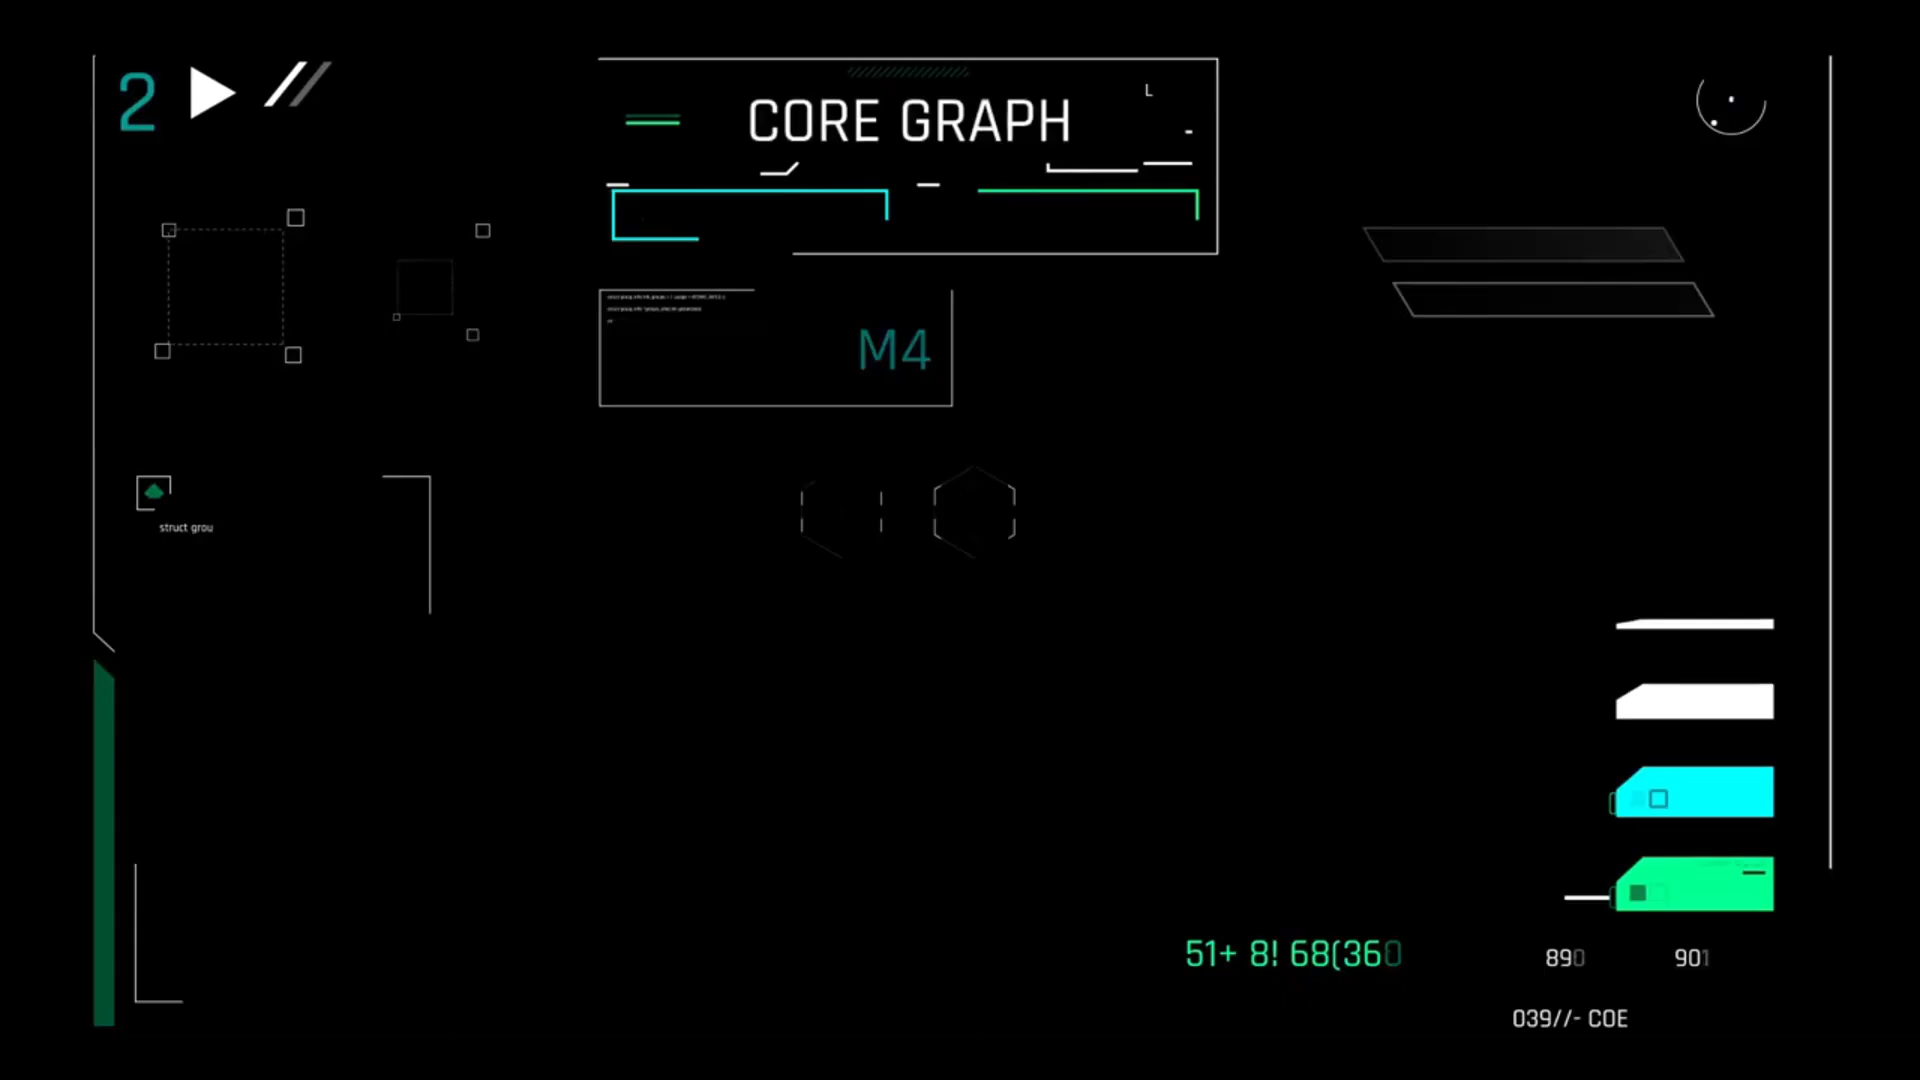 2
CORE GRAPH
L
-
M4
struct grou
51+ 8! 68(360
890
901
039//- COE